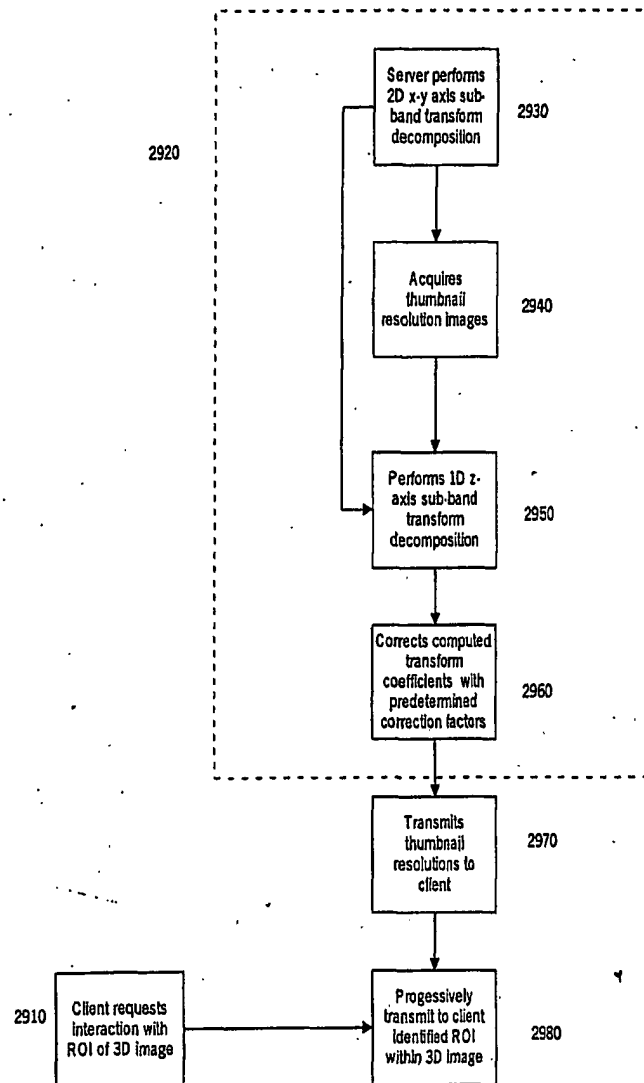 Server performs
2D x-y axis sub-
band transform
decomposition
2930
2920
Acquires
thumbnail
resolution images
2940
Performs 1D z-
axis sub-band
transform
decomposition
2950
Corrects computed
transform
coefficients with
predetermined
correction factors
2960
Transmits
thumbnail
resolutions to
client
2970
2910
Client requests
interaction with
ROI of 3D image
Progessively
transmit to client
identified ROI
within 3D image
2980